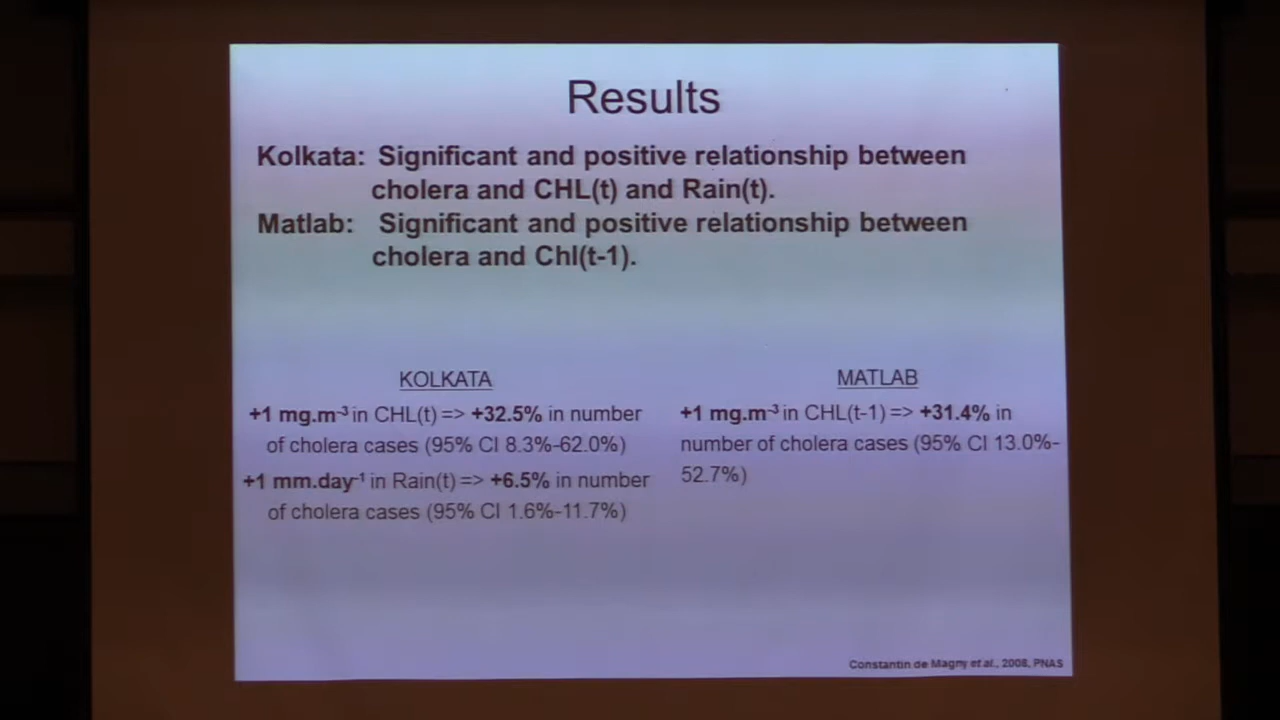 Results
Kolkata: Significant and positive relationship between
cholera and CHL(t) and Rain(t).
Matlab: Significant and positive relationship between
cholera and Chl(t-1).
KOLKATA
+1 mg.m⁻³ in CHL(t) => +32.5% in number
of cholera cases (95% CI 8.3%-62.0%)
+1 mm.day⁻¹ in Rain(t) => +6.5% in number
of cholera cases (95% CI 1.6%-11.7%)
MATLAB
+1 mg.m⁻³ in CHL(t-1) => +31.4% in
number of cholera cases (95% CI 13.0%-
52.7%)
Constantin de Magny et al., 2008, PNAS